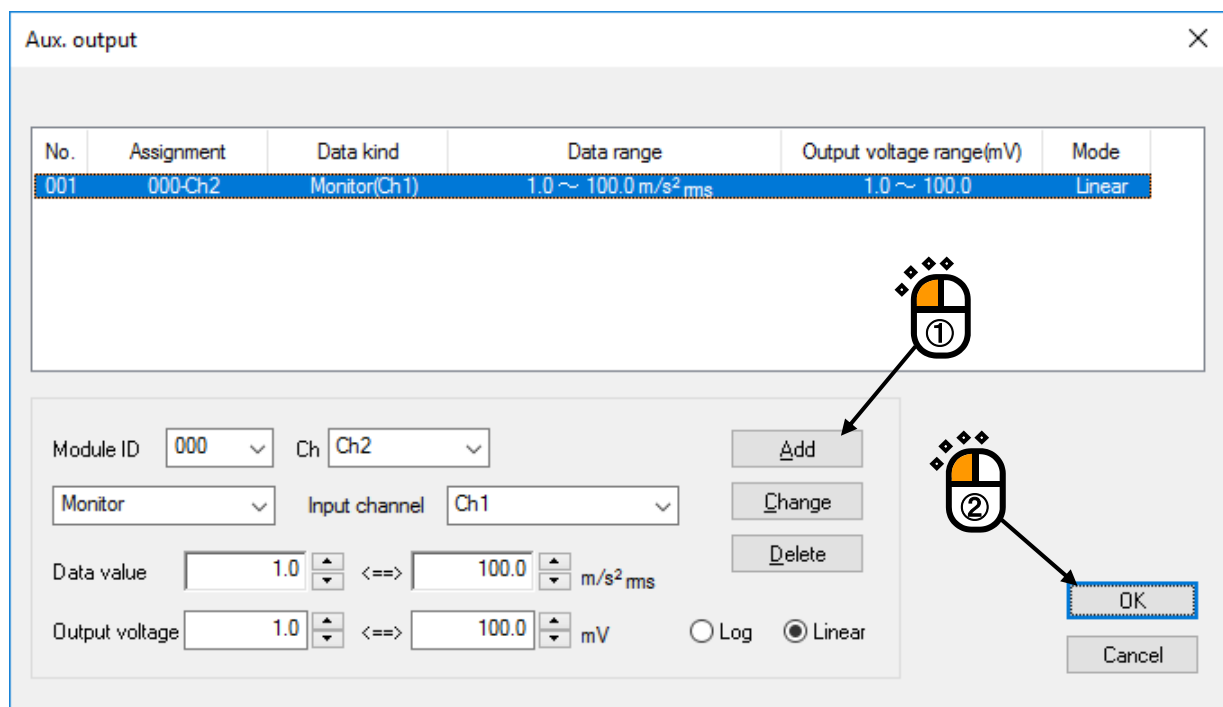 Aux. output
No. Assignment Data kind Data range Output voltage range(mV) Mode
001 000-Ch2 Monitor(Ch1) 1.0 ～ 100.0 m/s² rms 1.0 ～ 100.0 Linear
①
Module ID 000 Ch Ch2 Add
Monitor Input channel Ch1 Change
②
Data value 1.0 <==> 100.0 m/s² rms Delete
OK
Output voltage 1.0 <==> 100.0 mV Log Linear
Cancel